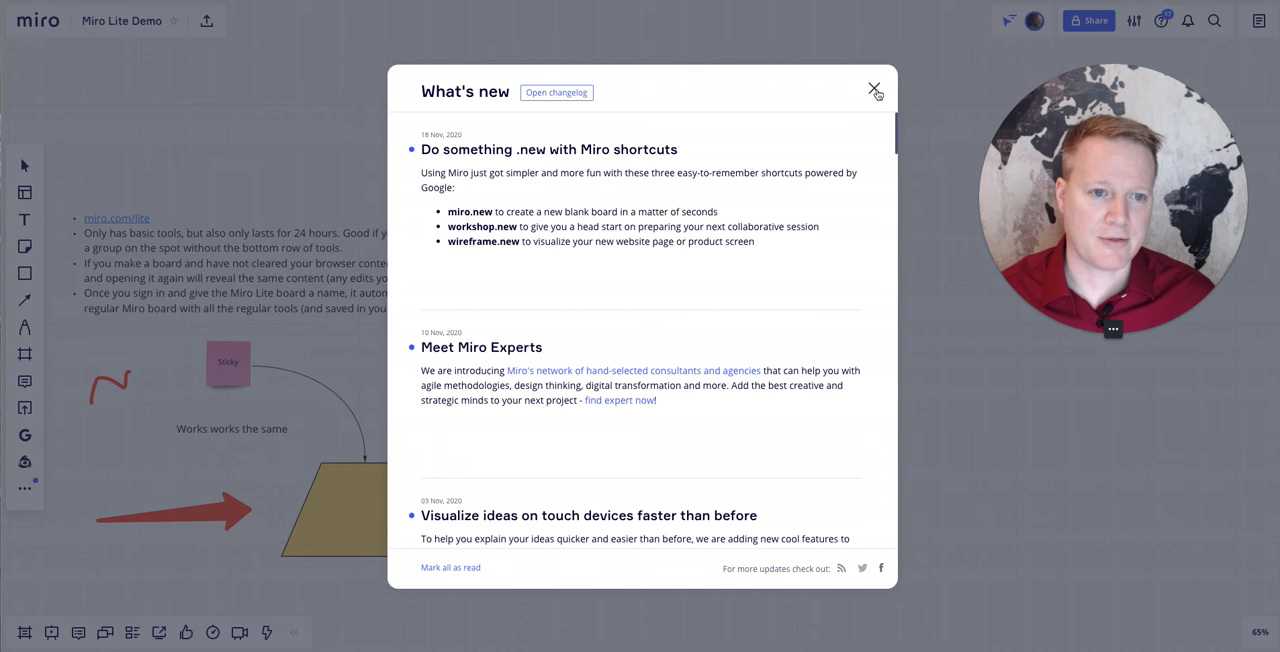 miro
Miro Lite Demo
17
Share
What's new
Open changelog
18 Nov, 2020
Do something .new with Miro shortcuts
Using Miro just got simpler and more fun with these three easy-to-remember shortcuts powered by
Google:
• miro.new to create a new blank board in a matter of seconds
• workshop.new to give you a head start on preparing your next collaborative session
• wireframe.new to visualize your new website page or product screen
10 Nov, 2020
Meet Miro Experts
We are introducing Miro's network of hand-selected consultants and agencies that can help you with
agile methodologies, design thinking, digital transformation and more. Add the best creative and
strategic minds to your next project - find expert now!
03 Nov, 2020
Visualize ideas on touch devices faster than before
To help you explain your ideas quicker and easier than before, we are adding new cool features to
Mark all as read
For more updates check out:
• miro.com/lite
• Only has basic tools, but also only lasts for 24 hours. Good if y
a group on the spot without the bottom row of tools.
• If you make a board and have not cleared your browser conte
and opening it again will reveal the same content (any edits yo
• Once you sign in and give the Miro Lite board a name, it autom
regular Miro board with all the regular tools (and saved in you
Sticky
Works works the same
65%